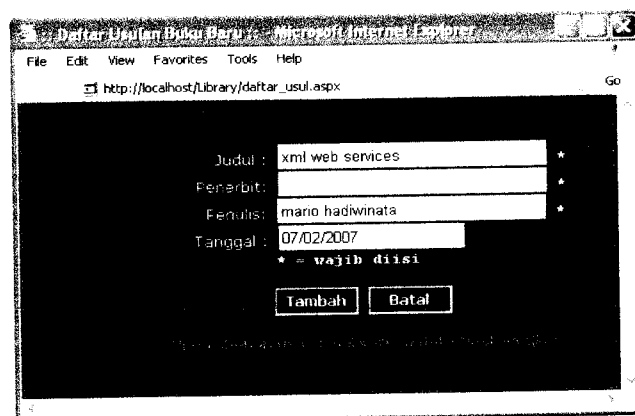 Daftar Usulan Buku Baru :: - Microsoft Internet Explorer
File Edit View Favorites Tools Help
http://localhost/Library/daftar_usul.aspx Go
Judul : xml web services *
Penerbit: *
Penulis: mario hadiwinata *
Tanggal : 07/02/2007
* = wajib diisi
Tambah Batal